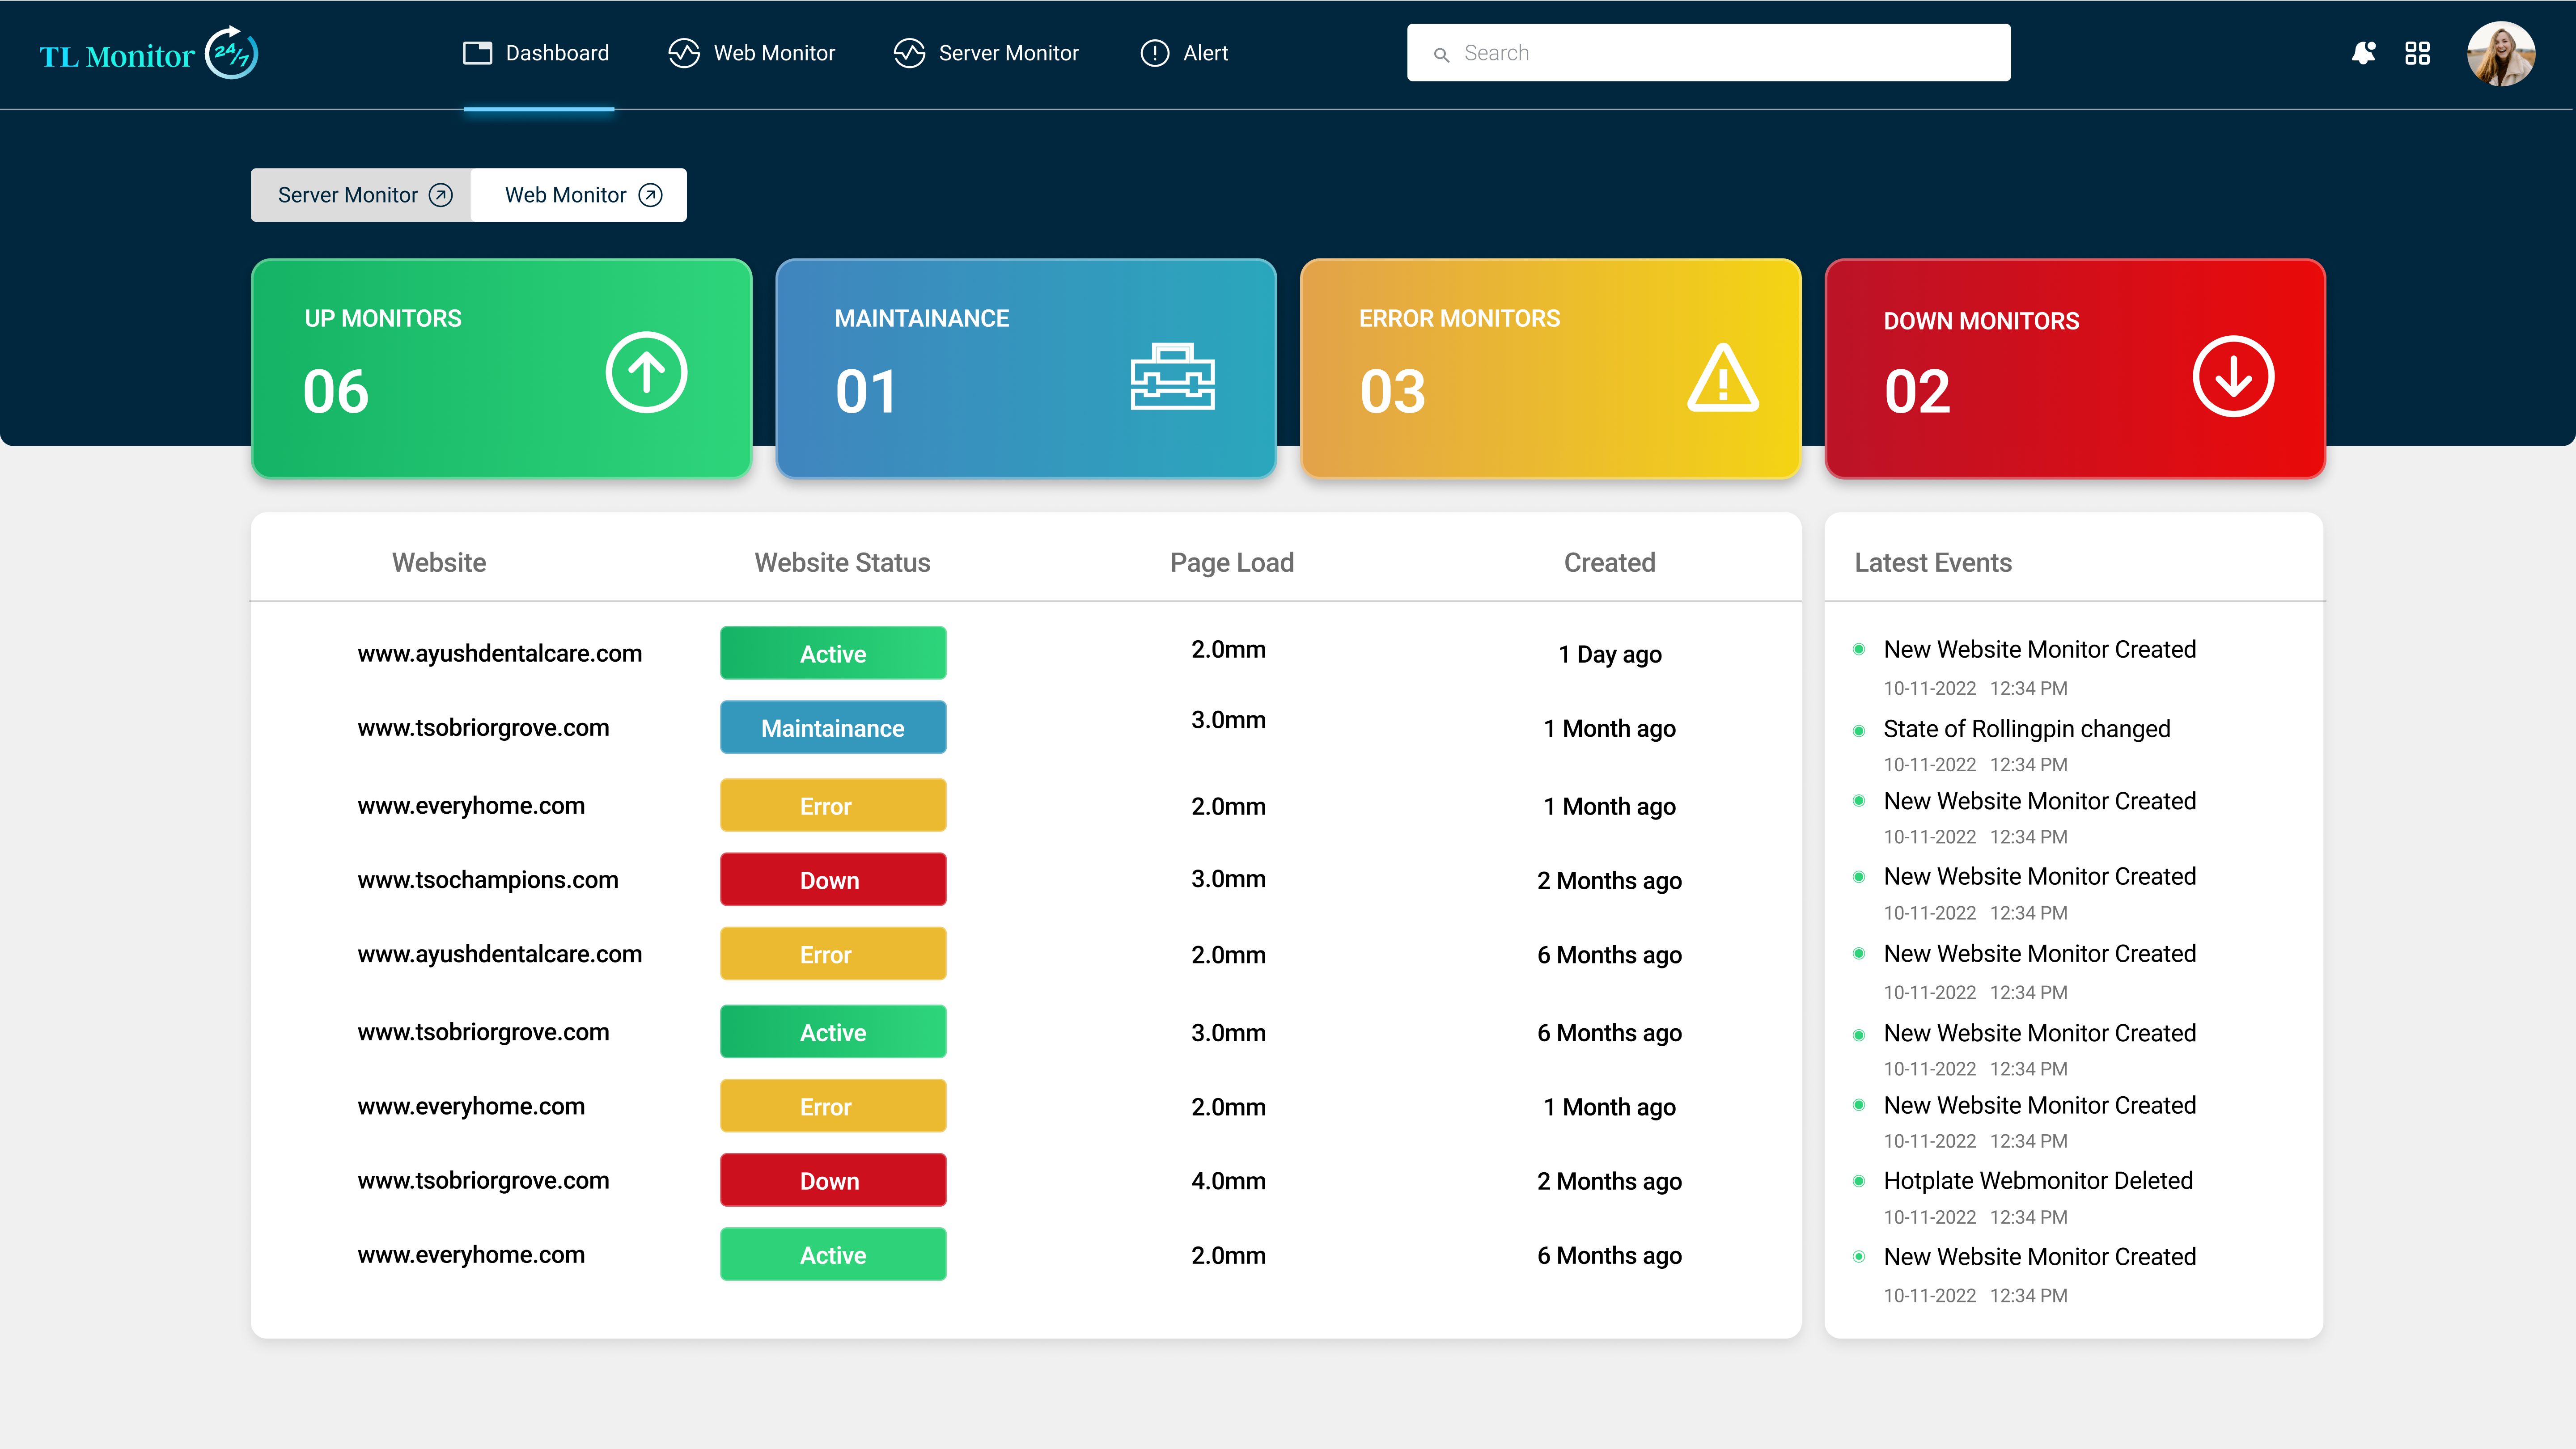 TL Monitor 24/7 Dashboard Web Monitor Server Monitor Alert Search
Server Monitor Web Monitor
UP MONITORS MAINTAINANCE ERROR MONITORS DOWN MONITORS
06 01 03 02
Website Website Status Page Load Created Latest Events
www.ayushdentalcare.com Active 2.0mm 1 Day ago
www.tsobriorgrove.com Maintainance 3.0mm 1 Month ago
www.everyhome.com Error 2.0mm 1 Month ago
www.tsochampions.com Down 3.0mm 2 Months ago
www.ayushdentalcare.com Error 2.0mm 6 Months ago
www.tsobriorgrove.com Active 3.0mm 6 Months ago
www.everyhome.com Error 2.0mm 1 Month ago
www.tsobriorgrove.com Down 4.0mm 2 Months ago
www.everyhome.com Active 2.0mm 6 Months ago
New Website Monitor Created
10-11-2022 12:34 PM
State of Rollingpin changed
10-11-2022 12:34 PM
New Website Monitor Created
10-11-2022 12:34 PM
New Website Monitor Created
10-11-2022 12:34 PM
New Website Monitor Created
10-11-2022 12:34 PM
New Website Monitor Created
10-11-2022 12:34 PM
New Website Monitor Created
10-11-2022 12:34 PM
Hotplate Webmonitor Deleted
10-11-2022 12:34 PM
New Website Monitor Created
10-11-2022 12:34 PM